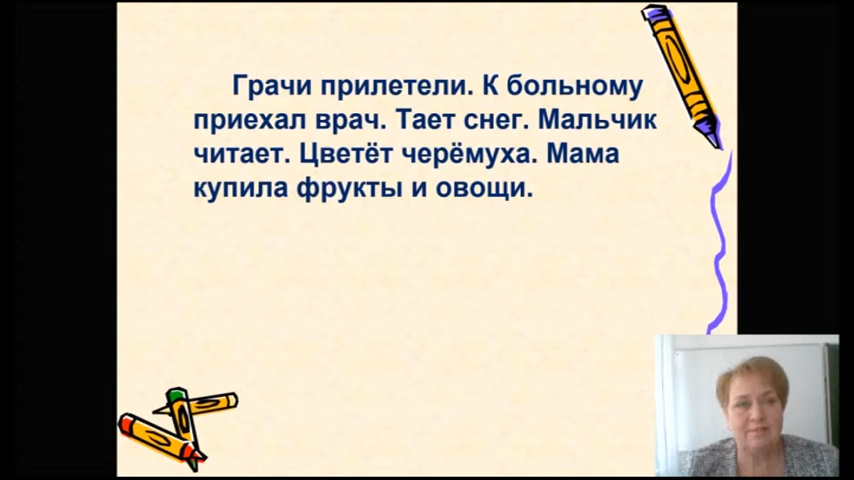 Грачи прилетели. К больному
приехал врач. Тает снег. Мальчик
читает. Цветёт черёмуха. Мама
купила фрукты и овощи.